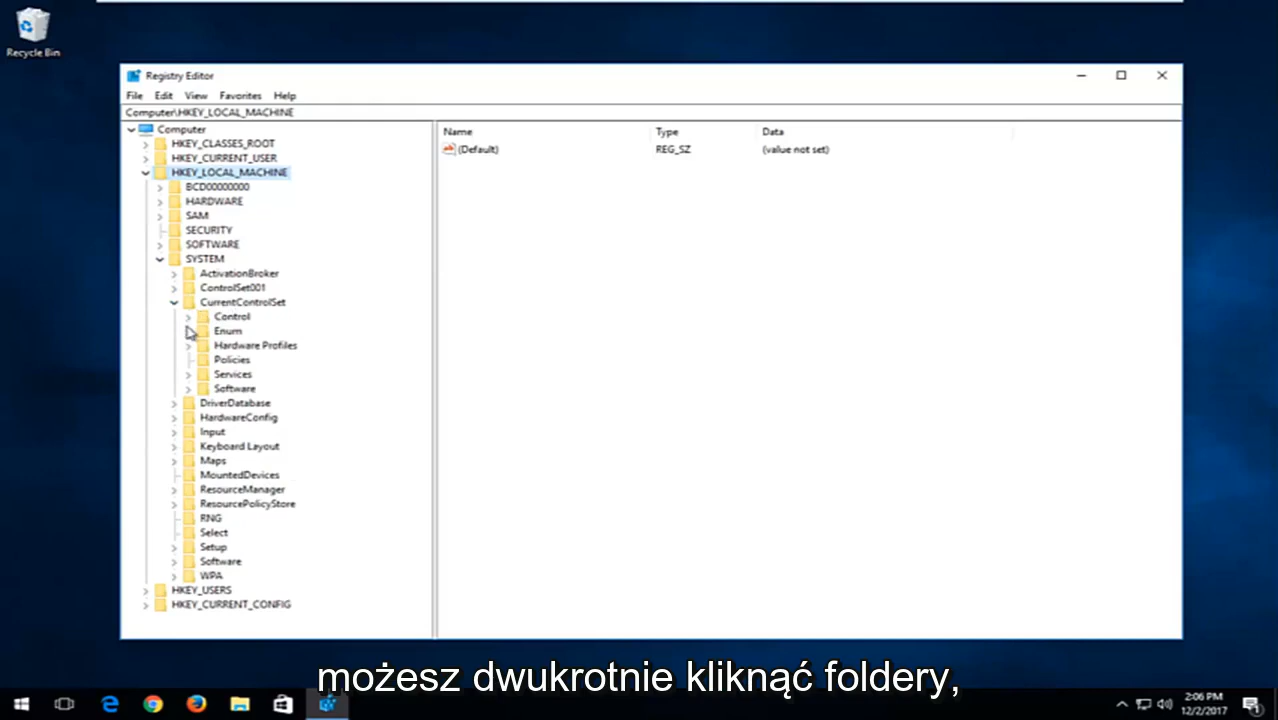 Recycle Bin
Registry Editor
File Edit View Favorites Help
Computer\HKEY_LOCAL_MACHINE
Name Type Data
Computer
(Default) REG_SZ (value not set)
HKEY_CLASSES_ROOT
HKEY_CURRENT_USER
HKEY_LOCAL_MACHINE
BCD00000000
HARDWARE
SAM
SECURITY
SOFTWARE
SYSTEM
ActivationBroker
ControlSet001
CurrentControlSet
Control
Enum
Hardware Profiles
Policies
Services
Software
DriverDatabase
HardwareConfig
Input
Keyboard Layout
Maps
MountedDevices
ResourceManager
ResourcePolicyStore
RNG
Select
Setup
Software
WPA
HKEY_USERS
HKEY_CURRENT_CONFIG
możesz dwukrotnie kliknąć foldery,
2:06 PM
12/2/2017